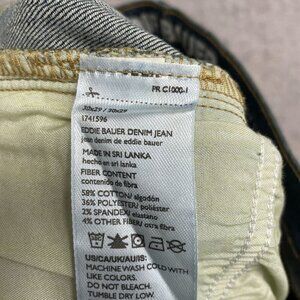 PR C1000-1
32x29 / 32x29
1741596
EDDIE BAUER DENIM JEAN
jean denim de eddie bauer
MADE IN SRI LANKA
hecho en sri lanka
FIBER CONTENT
contenido de fibra
58% COTTON/ algodón
36% POLYESTER/ poliéster
2% SPANDEX/ elastano
4% OTHER FIBER/ otra fibra
US/CA/UK/AU/IS:
MACHINE WASH COLD WITH
LIKE COLORS.
DO NOT BLEACH.
TUMBLE DRY LOW.